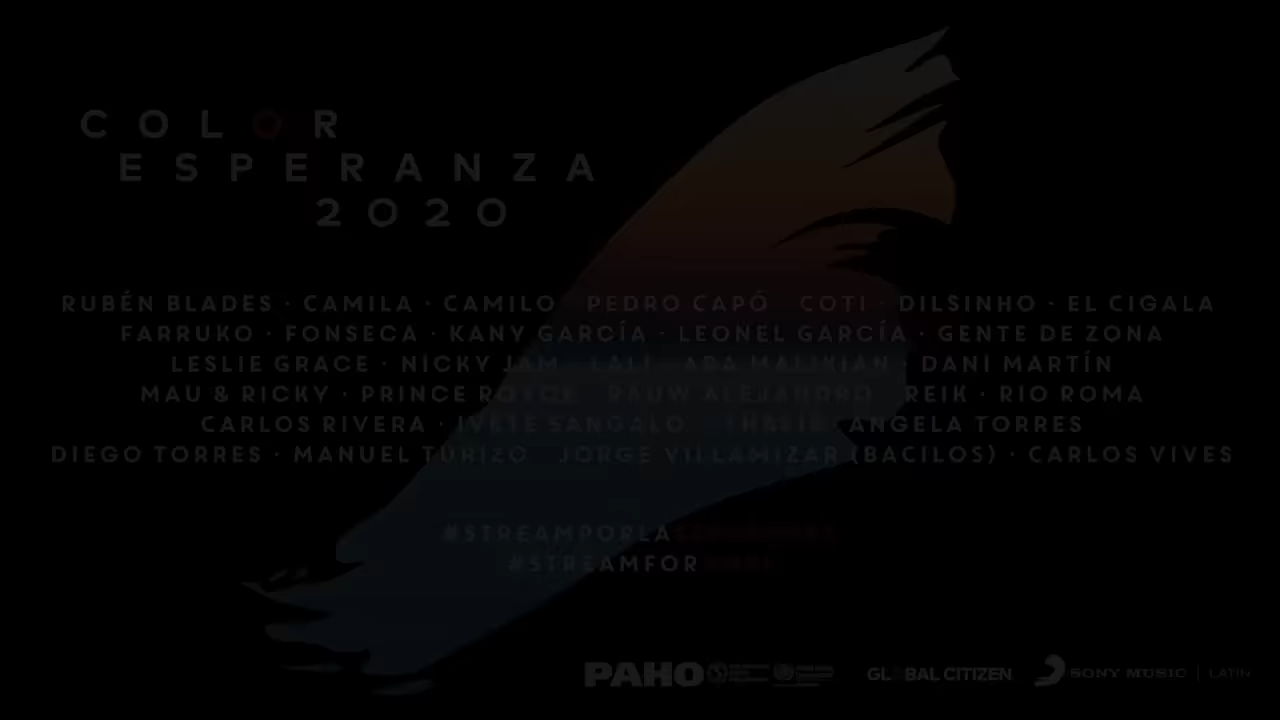 COLOR
ESPERANZA
2020
RUBÉN BLADES · CAMILA · CAMILO PEDRO CAPÓ COTI · DILSINHO · EL CIGALA
FARRUKO · FONSECA · KANY GARCÍA · LEONEL GARCÍA · GENTE DE ZONA
LESLIE GRACE · NICKY JAM LALI ARA MALIKIAN DANI MARTÍN
MAU & RICKY · PRINCE ROYCE RAUW ALEJANDRO REIK · RIO ROMA
CARLOS RIVERA · IVETE SANGALO THALIA ANGELA TORRES
DIEGO TORRES · MANUEL TURIZO JORGE VILLAMIZAR (BACILOS) · CARLOS VIVES
#STREAMPORLA
#STREAMFOR
PAHO GLOBAL CITIZEN SONY MUSIC | LATIN